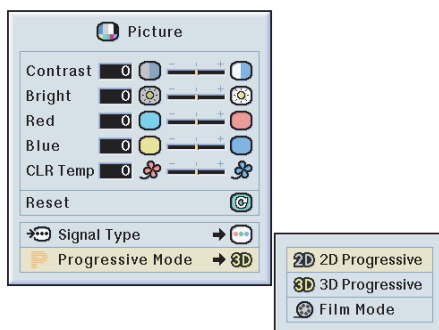 Picture
Contrast 0
Bright 0
Red 0
Blue 0
CLR Temp 0
Reset
Signal Type
P Progressive Mode 3D
2D 2D Progressive
3D 3D Progressive
Film Mode